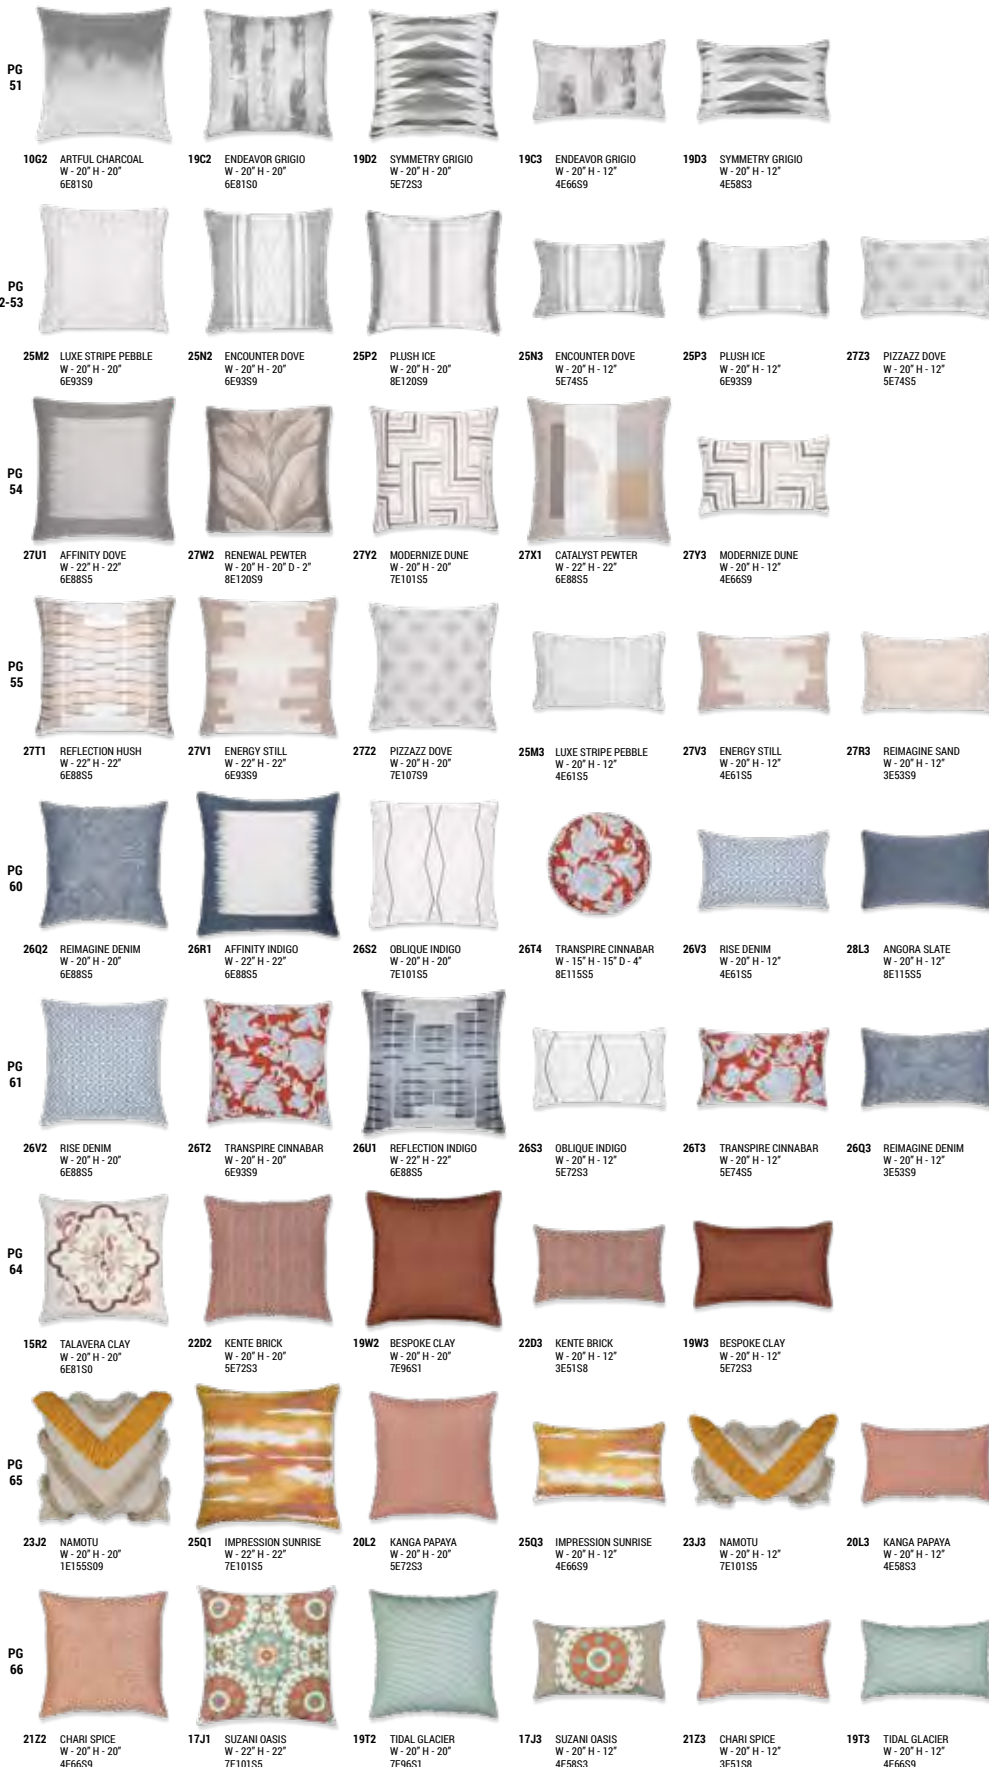 PG
51
10G2 ARTFUL CHARCOAL
W - 20" H - 20"
6E81S0
19C2 ENDEAVOR GRIGIO
W - 20" H - 20"
6E81S0
19D2 SYMMETRY GRIGIO
W - 20" H - 20"
5E72S3
19C3 ENDEAVOR GRIGIO
W - 20" H - 12"
4E66S9
19D3 SYMMETRY GRIGIO
W - 20" H - 12"
4E58S3
PG
2-53
25M2 LUXE STRIPE PEBBLE
W - 20" H - 20"
6E93S9
25N2 ENCOUNTER DOVE
W - 20" H - 20"
6E93S9
25P2 PLUSH ICE
W - 20" H - 20"
8E120S9
25N3 ENCOUNTER DOVE
W - 20" H - 12"
5E74S5
25P3 PLUSH ICE
W - 20" H - 12"
6E93S9
27Z3 PIZZAZZ DOVE
W - 20" H - 12"
5E74S5
PG
54
27U1 AFFINITY DOVE
W - 22" H - 22"
6E88S5
27W2 RENEWAL PEWTER
W - 20" H - 20" D - 2"
8E120S9
27Y2 MODERNIZE DUNE
W - 20" H - 20"
7E101S5
27X1 CATALYST PEWTER
W - 22" H - 22"
6E88S5
27Y3 MODERNIZE DUNE
W - 20" H - 12"
4E66S9
PG
55
27T1 REFLECTION HUSH
W - 22" H - 22"
6E88S5
27V1 ENERGY STILL
W - 22" H - 22"
6E93S9
27Z2 PIZZAZZ DOVE
W - 20" H - 20"
7E107S9
25M3 LUXE STRIPE PEBBLE
W - 20" H - 12"
4E61S5
27V3 ENERGY STILL
W - 20" H - 12"
4E61S5
27R3 REIMAGINE SAND
W - 20" H - 12"
3E53S9
PG
60
26Q2 REIMAGINE DENIM
W - 20" H - 20"
6E88S5
26R1 AFFINITY INDIGO
W - 22" H - 22"
6E88S5
26S2 OBLIQUE INDIGO
W - 20" H - 20"
7E101S5
26T4 TRANSPIRE CINNABAR
W - 15" H - 15" D - 4"
8E115S5
26V3 RISE DENIM
W - 20" H - 12"
4E61S5
28L3 ANGORA SLATE
W - 20" H - 12"
8E115S5
PG
61
26V2 RISE DENIM
W - 20" H - 20"
6E88S5
26T2 TRANSPIRE CINNABAR
W - 20" H - 20"
6E93S9
26U1 REFLECTION INDIGO
W - 22" H - 22"
6E88S5
26S3 OBLIQUE INDIGO
W - 20" H - 12"
5E72S3
26T3 TRANSPIRE CINNABAR
W - 20" H - 12"
5E74S5
26Q3 REIMAGINE DENIM
W - 20" H - 12"
3E53S9
PG
64
15R2 TALAVERA CLAY
W - 20" H - 20"
6E81S0
22D2 KENTE BRICK
W - 20" H - 20"
5E72S3
19W2 BESPOKE CLAY
W - 20" H - 20"
7E96S1
22D3 KENTE BRICK
W - 20" H - 12"
3E51S8
19W3 BESPOKE CLAY
W - 20" H - 12"
5E72S3
PG
65
23J2 NAMOTU
W - 20" H - 20"
1E155S09
25Q1 IMPRESSION SUNRISE
W - 22" H - 22"
7E101S5
20L2 KANGA PAPAYA
W - 20" H - 20"
5E72S3
25Q3 IMPRESSION SUNRISE
W - 20" H - 12"
4E66S9
23J3 NAMOTU
W - 20" H - 12"
7E101S5
20L3 KANGA PAPAYA
W - 20" H - 12"
4E58S3
PG
66
21Z2 CHARI SPICE
W - 20" H - 20"
4E66S9
17J1 SUZANI OASIS
W - 22" H - 22"
7E101S5
19T2 TIDAL GLACIER
W - 20" H - 20"
7E96S1
17J3 SUZANI OASIS
W - 20" H - 12"
4E58S3
21Z3 CHARI SPICE
W - 20" H - 12"
3E51S8
19T3 TIDAL GLACIER
W - 20" H - 12"
4E66S9